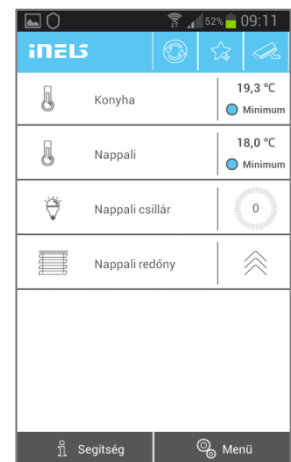 52% 09:11
iNELS
Konyha 19,3 °C
Minimum
Nappali 18,0 °C
Minimum
Nappali csillár 0
Nappali redőny
Segítség Menü